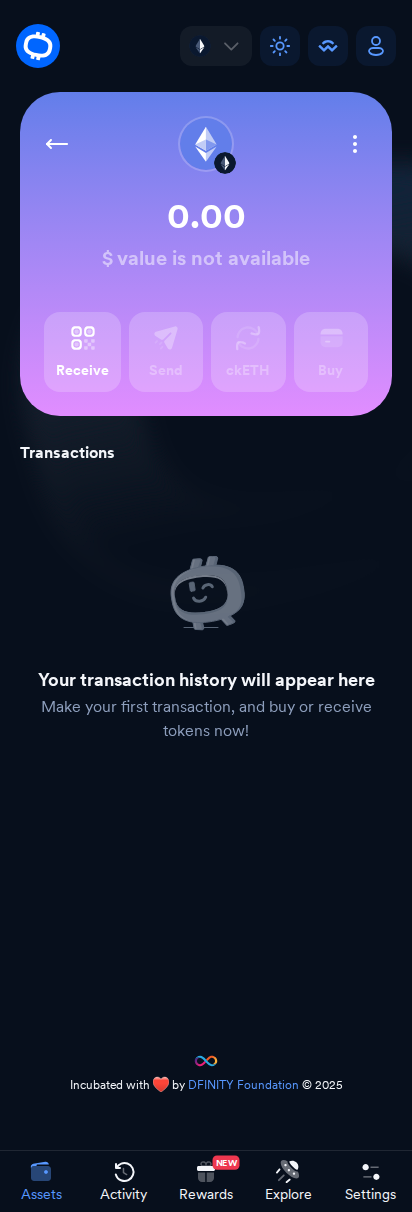 0.00
$ value is not available
Receive
Send
ckETH
Buy
Transactions
Your transaction history will appear here
Make your first transaction, and buy or receive
tokens now!
Incubated with ❤️ by DFINITY Foundation © 2025
NEW
Assets
Activity
Rewards
Explore
Settings